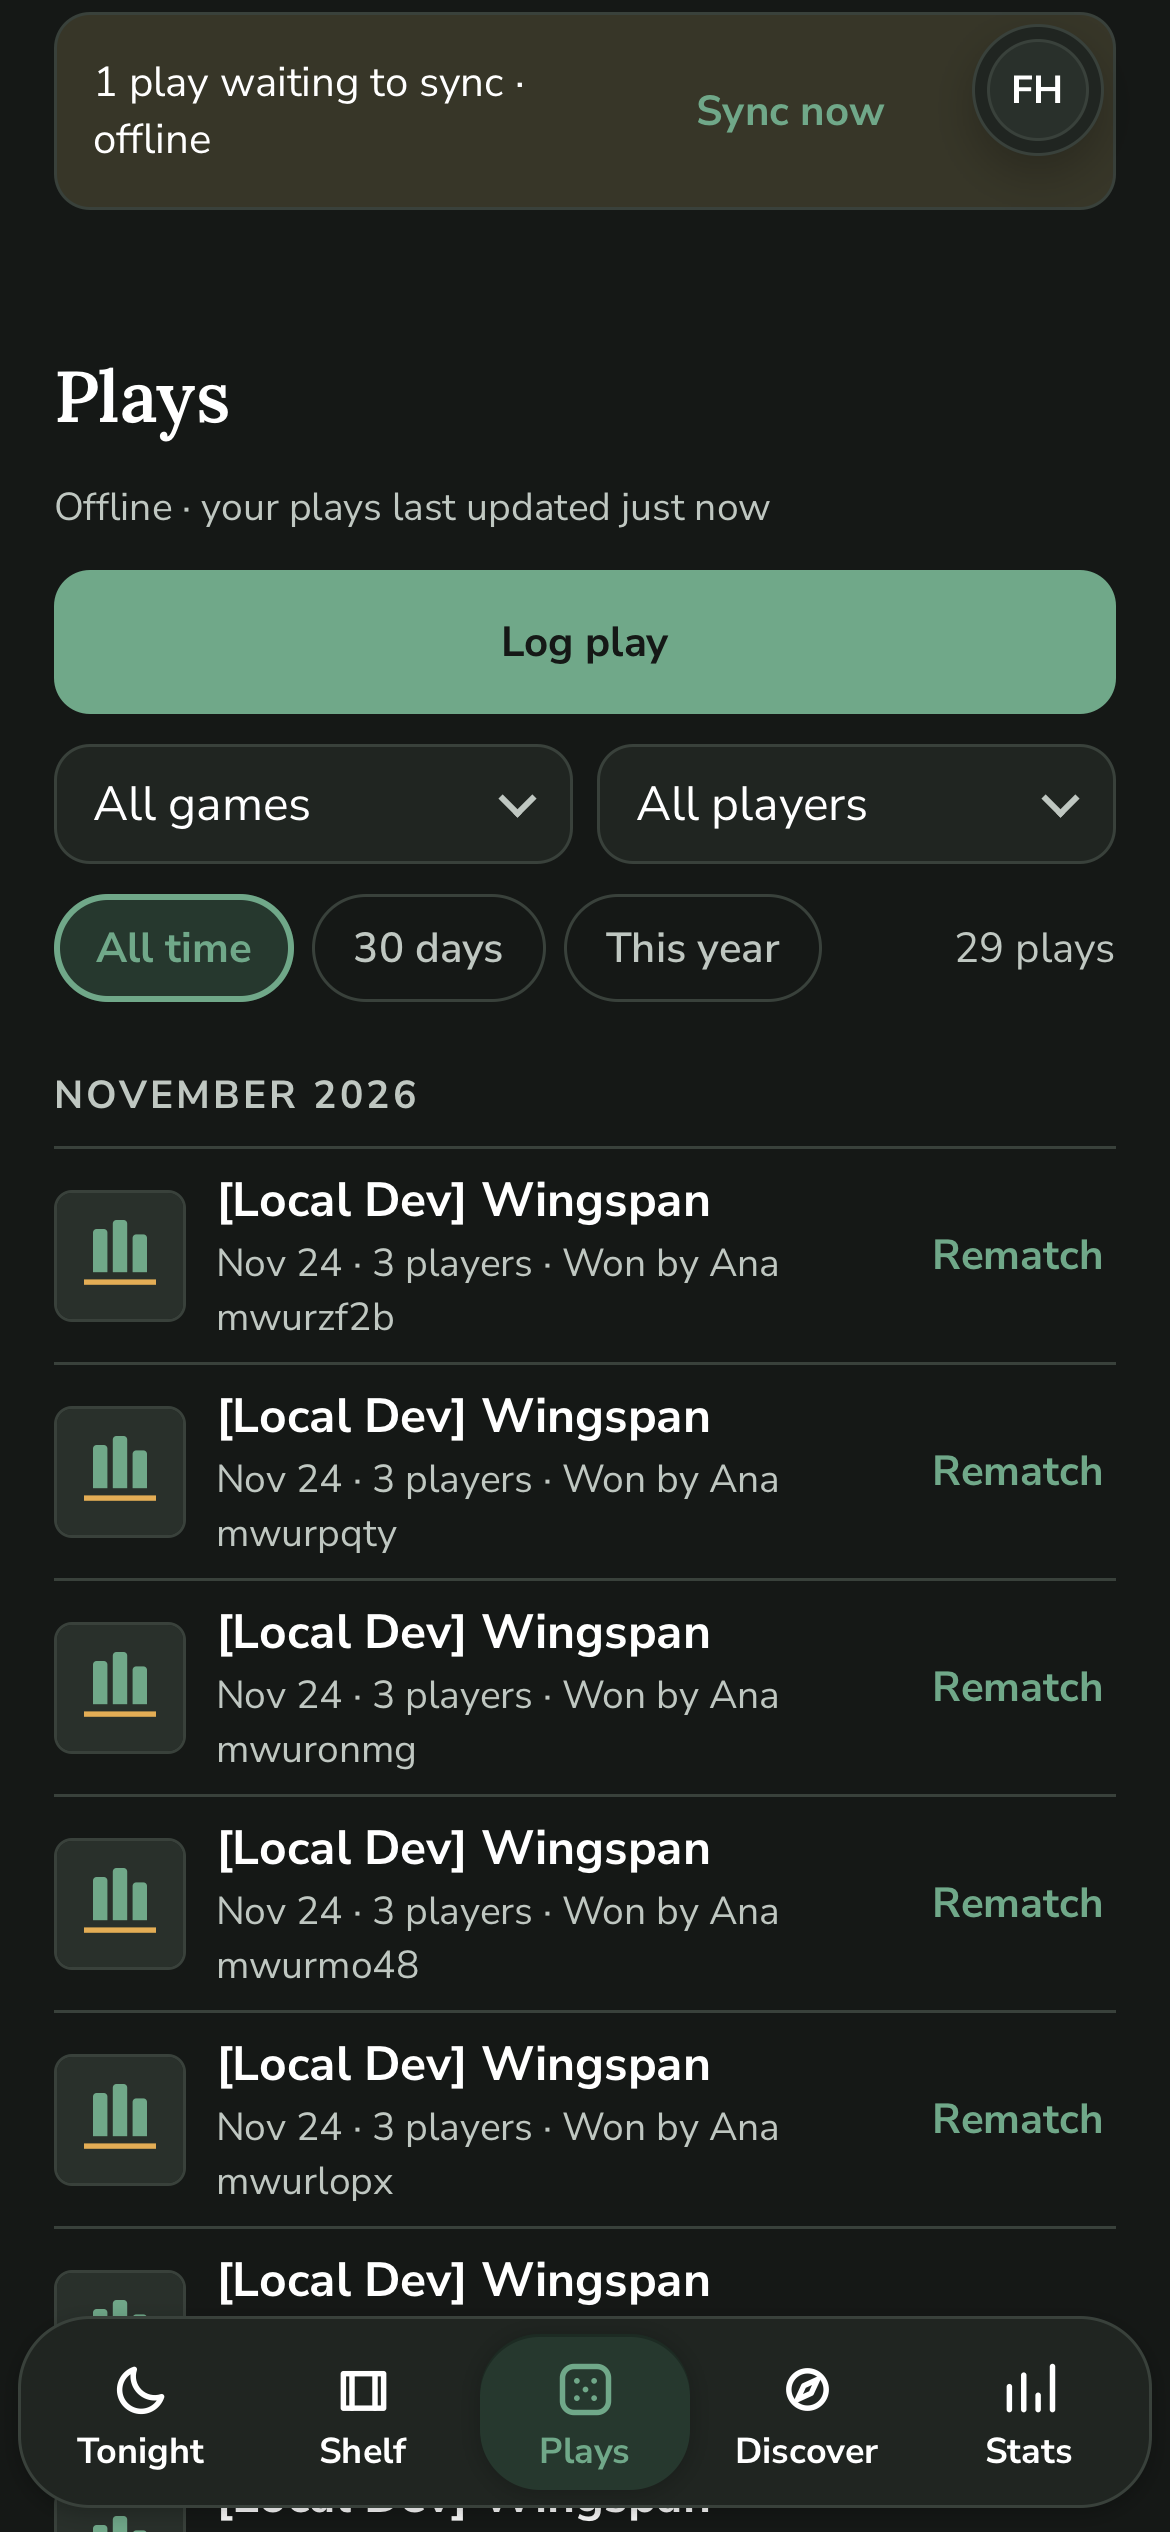 1 play waiting to sync ·
offline
Sync now
FH
Plays
Offline · your plays last updated just now
Log play
All games
All players
All time
30 days
This year
29 plays
NOVEMBER 2026
[Local Dev] Wingspan
Nov 24 · 3 players · Won by Ana
mwurzf2b
Rematch
[Local Dev] Wingspan
Nov 24 · 3 players · Won by Ana
mwurpqty
Rematch
[Local Dev] Wingspan
Nov 24 · 3 players · Won by Ana
mwuronmg
Rematch
[Local Dev] Wingspan
Nov 24 · 3 players · Won by Ana
mwurmo48
Rematch
[Local Dev] Wingspan
Nov 24 · 3 players · Won by Ana
mwurlopx
Rematch
[Local Dev] Wingspan
Tonight
Shelf
Plays
Discover
Stats